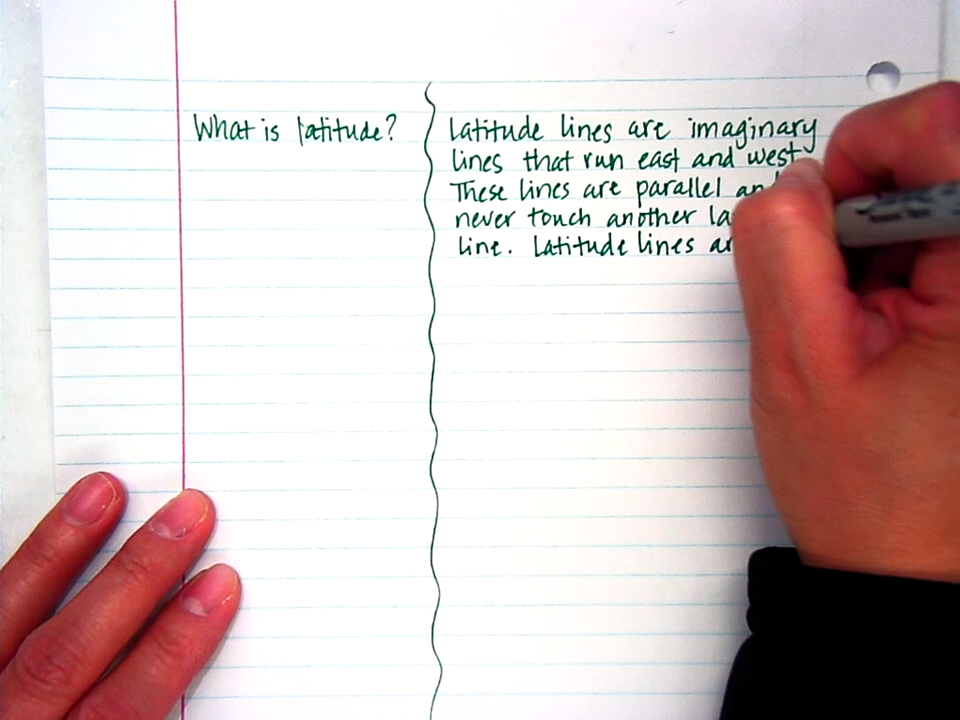 What is latitude?
Latitude lines are imaginary
lines that run east and west.
These lines are parallel
never touch another
line. Latitude lines